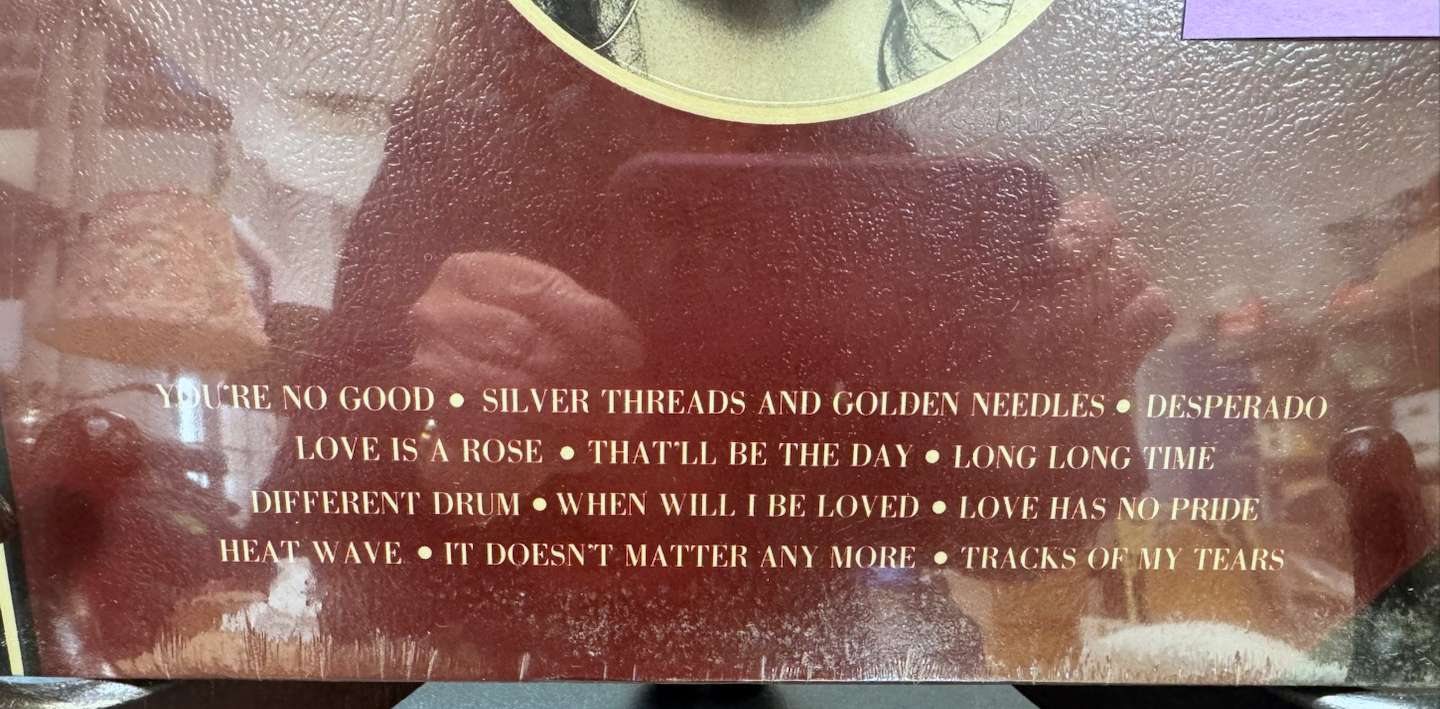 YOU'RE NO GOOD • SILVER THREADS AND GOLDEN NEEDLES • DESPERADO
LOVE IS A ROSE • THAT'LL BE THE DAY • LONG LONG TIME
DIFFERENT DRUM • WHEN WILL I BE LOVED • LOVE HAS NO PRIDE
HEAT WAVE • IT DOESN'T MATTER ANY MORE • TRACKS OF MY TEARS